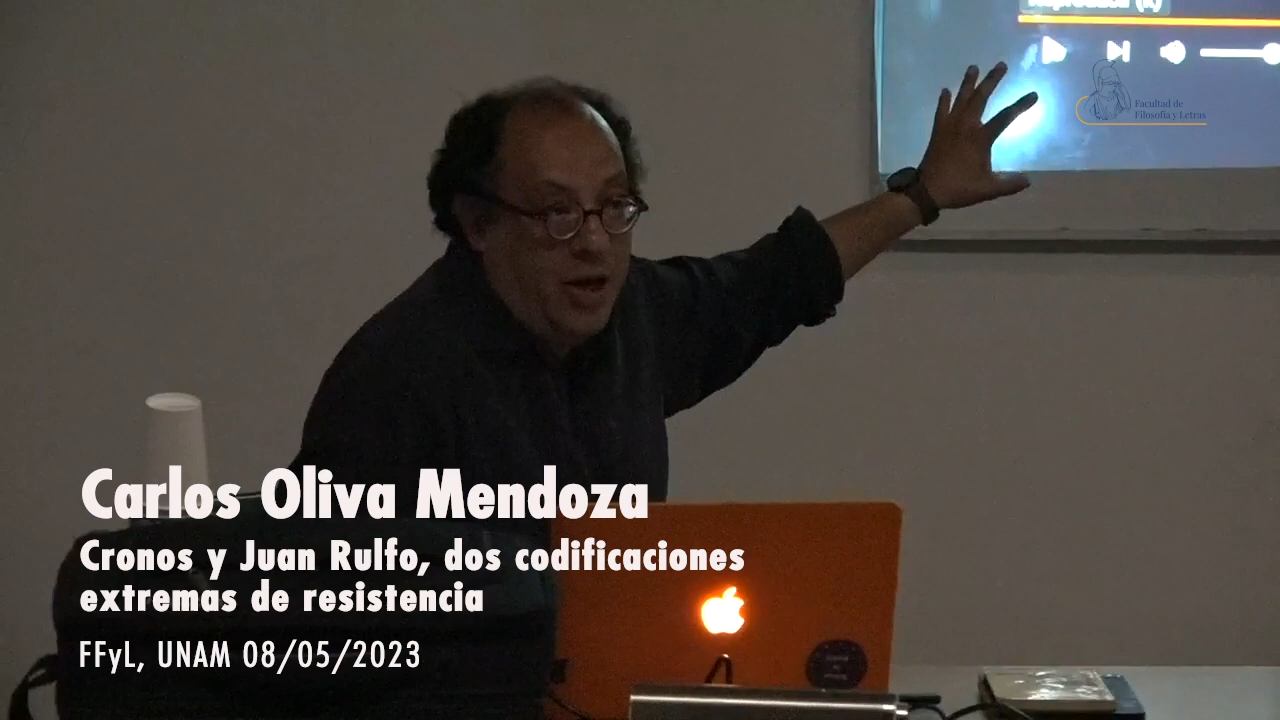 Reproducir (k)
Facultad de
Filosofía y Letras
Carlos Oliva Mendoza
Cronos y Juan Rulfo, dos codificaciones
extremas de resistencia
FFyL, UNAM 08/05/2023